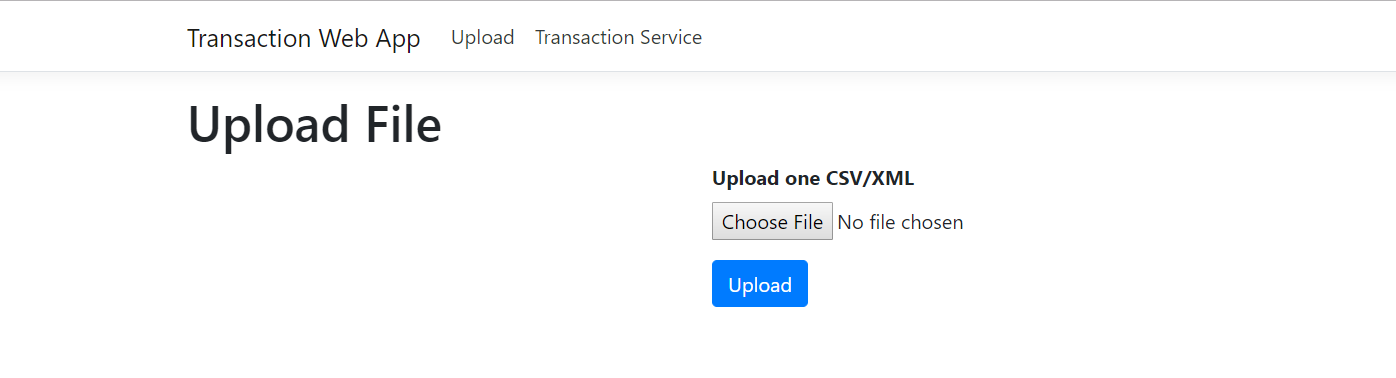 Transaction Web App Upload Transaction Service
Upload File
Upload one CSV/XML
Choose File No file chosen
Upload